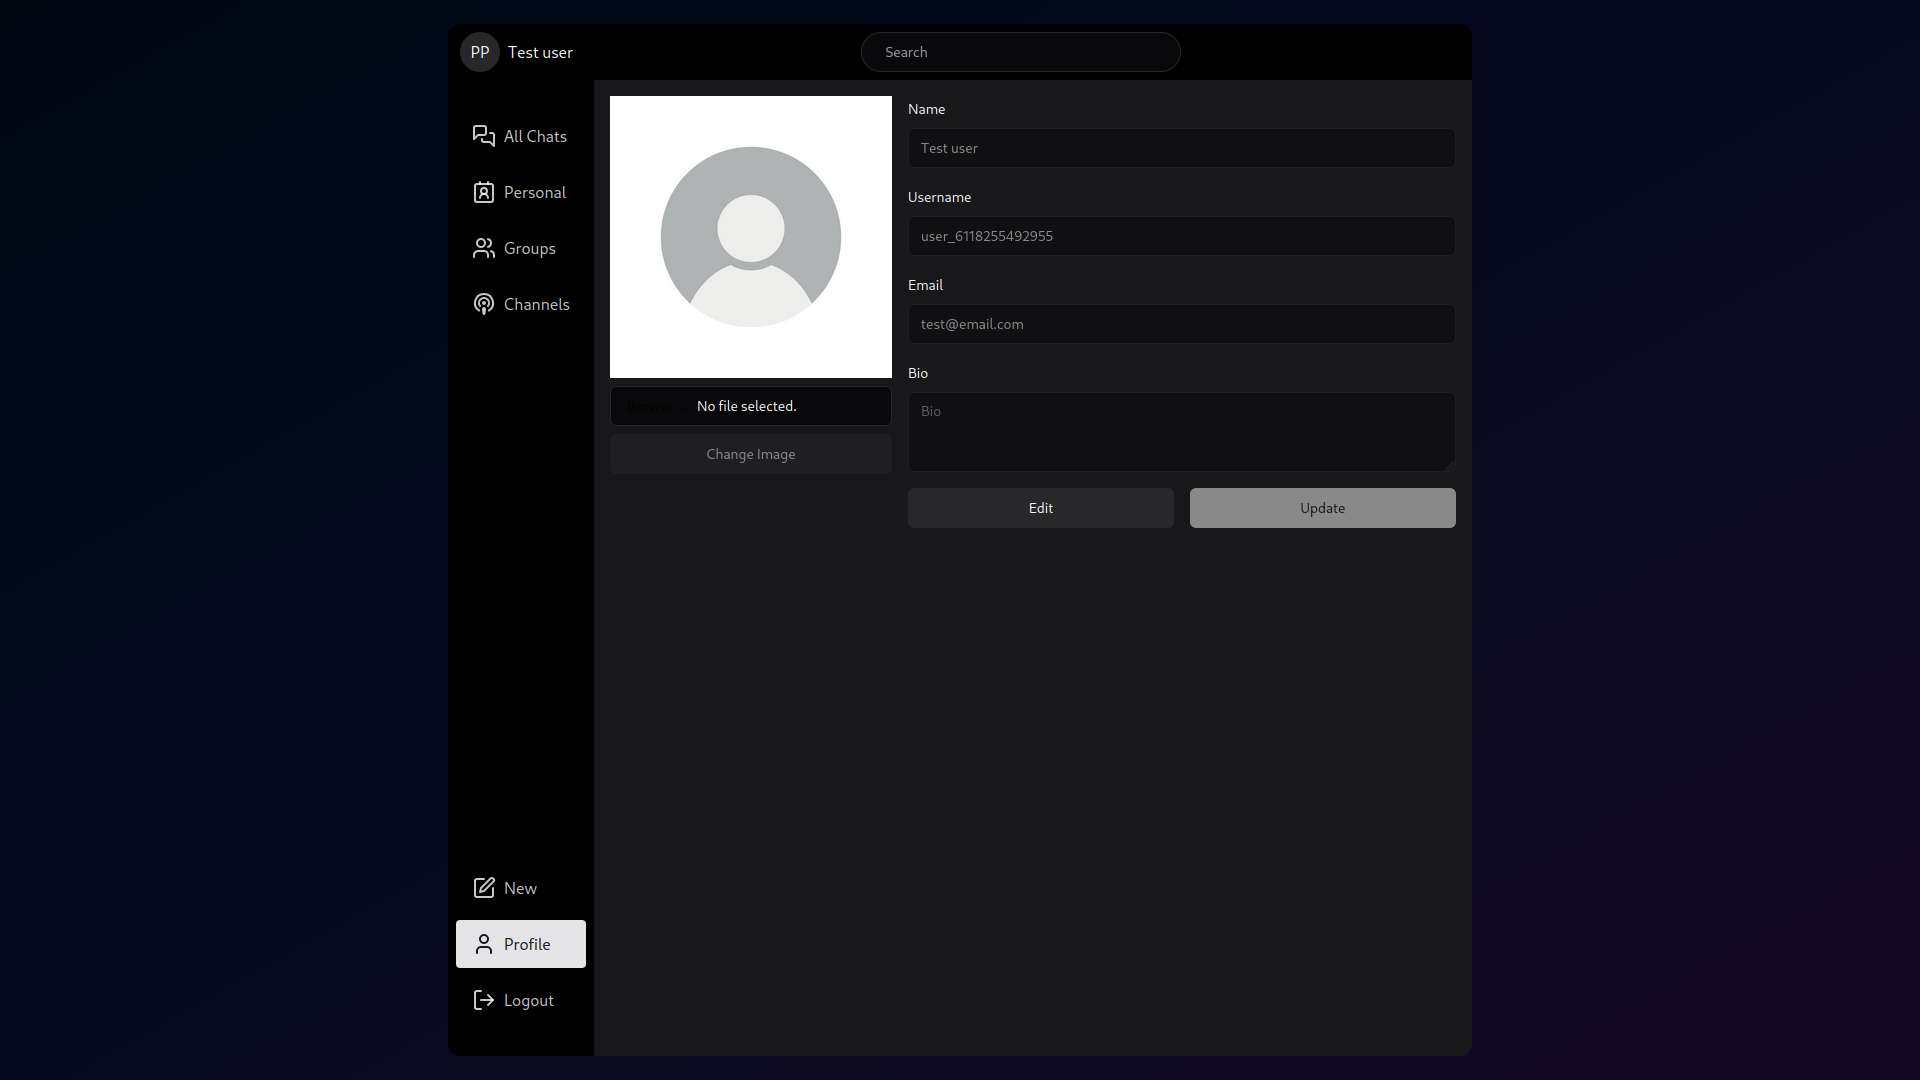 PP Test user
Search
All Chats
Personal
Groups
Channels
New
Profile
Logout
Browse... No file selected.
Change Image
Name
Test user
Username
user_6118255492955
Email
test@email.com
Bio
Bio
Edit
Update